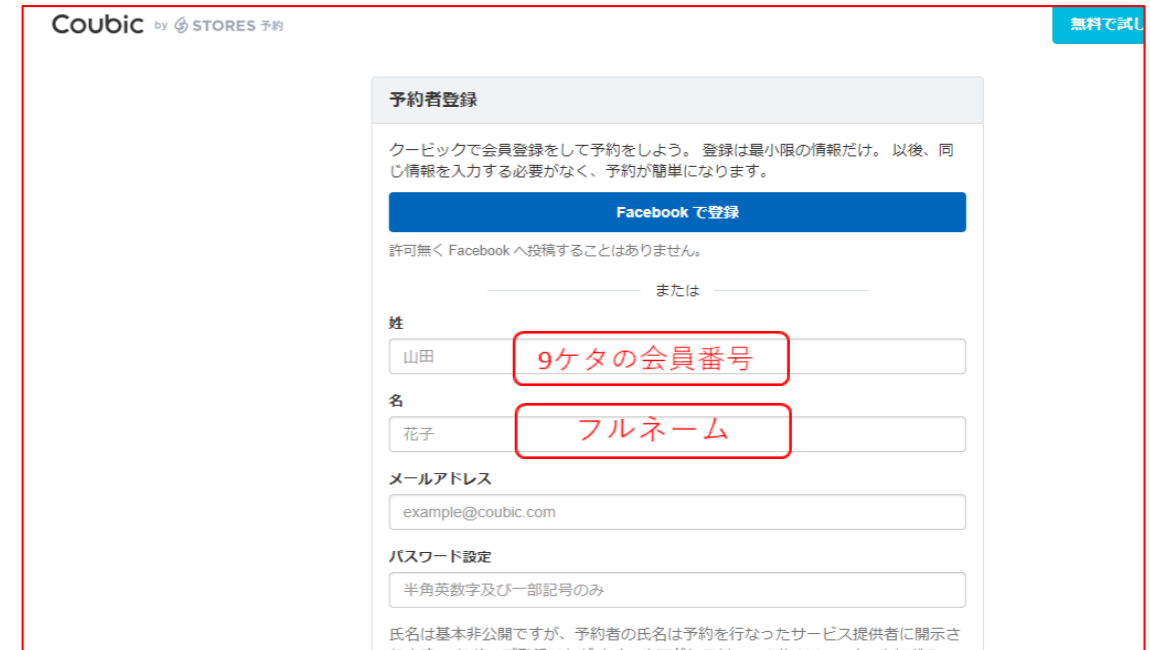 Coubic by STORES 予約
無料で試し
予約者登録
クービックで会員登録をして予約をしよう。 登録は最小限の情報だけ。 以後、同
じ情報を入力する必要がなく、予約が簡単になります。
Facebook で登録
許可無く Facebook へ投稿することはありません。
または
姓
山田
9ケタの会員番号
名
花子
フルネーム
メールアドレス
example@coubic.com
パスワード設定
半角英数字及び一部記号のみ
氏名は基本非公開ですが、予約者の氏名は予約を行なったサービス提供者に開示さ